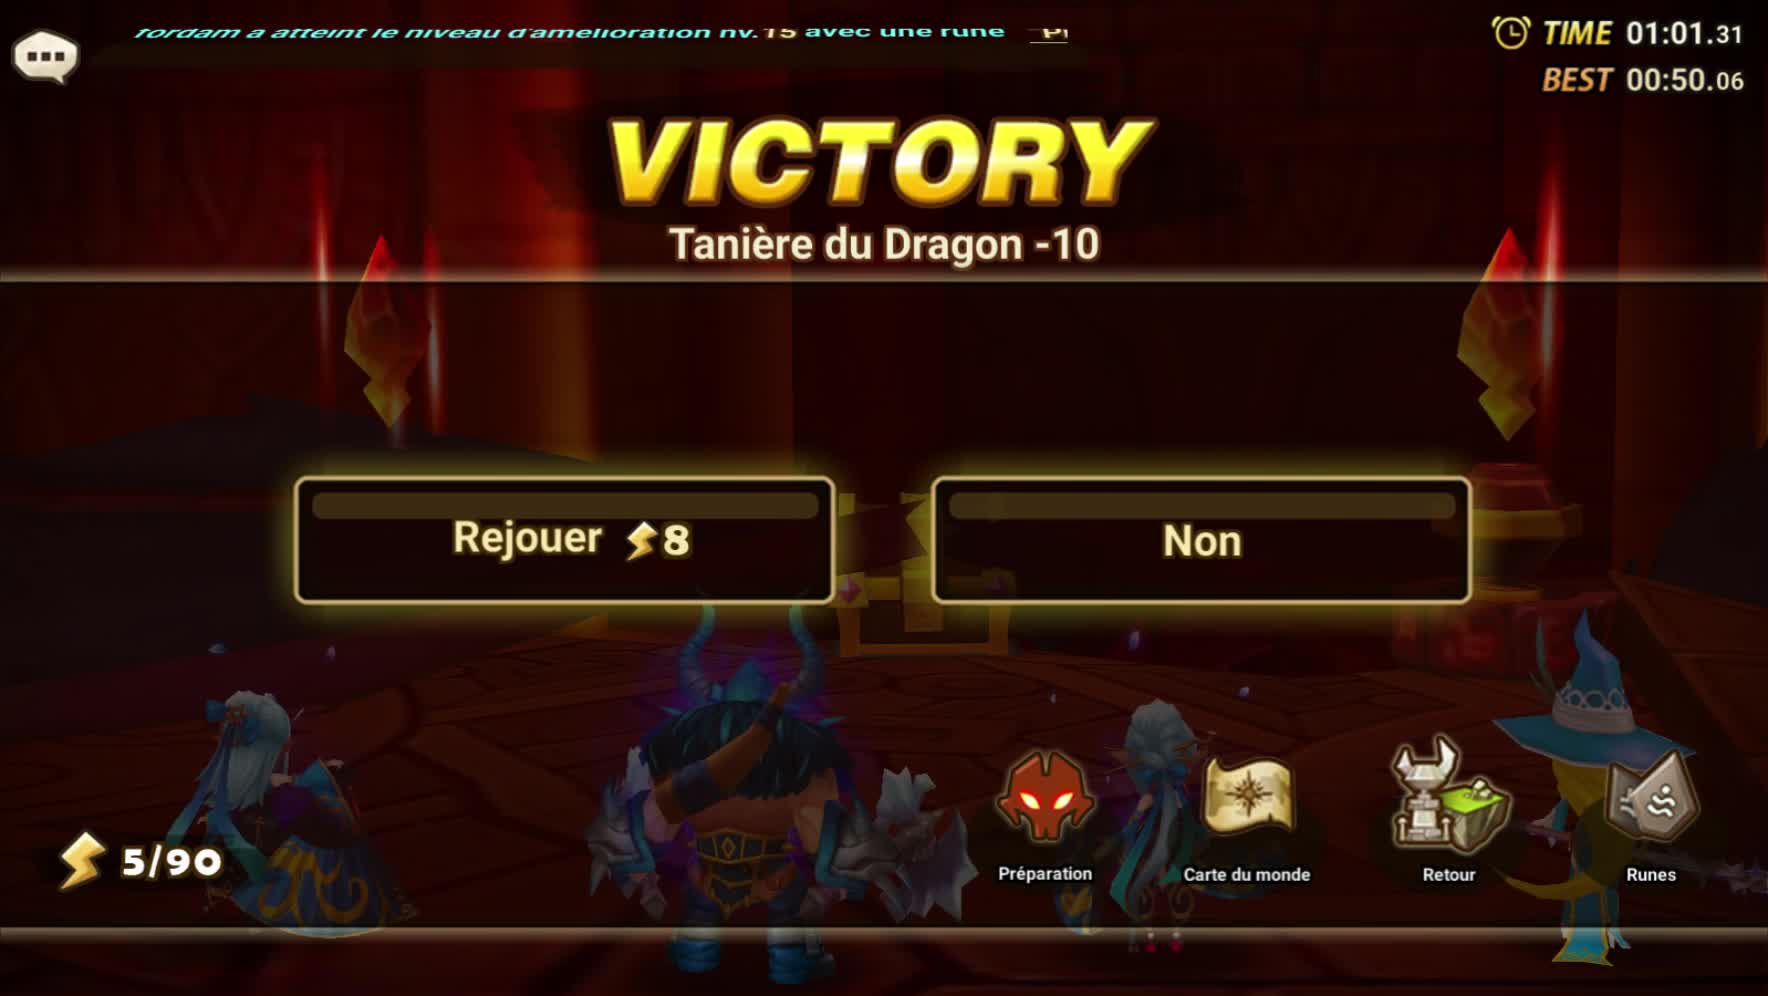 a atteint le niveau d'amélioration nv.15 avec une rune
TIME 01:01.31
BEST 00:50.06
VICTORY
Tanière du Dragon -10
Rejouer 8
Non
5/90
Préparation
Carte du monde
Retour
Runes